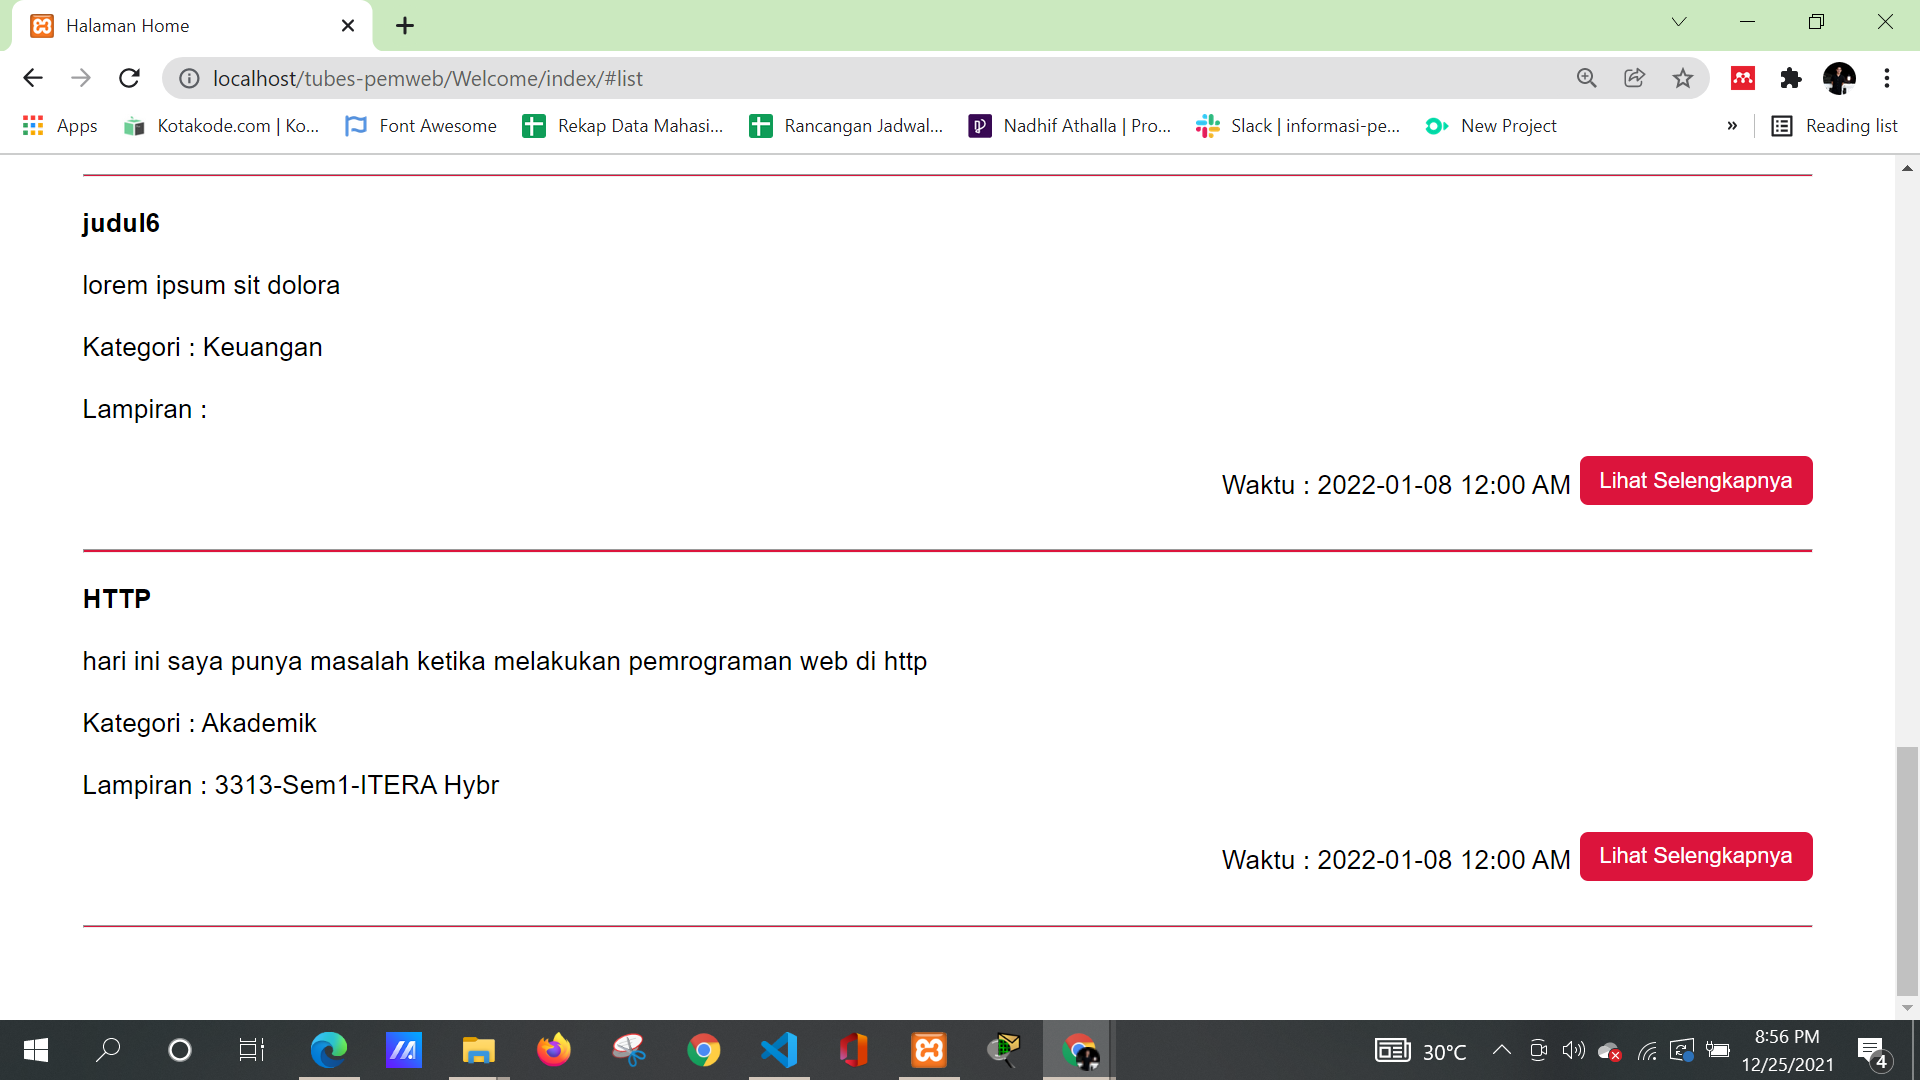 Halaman Home
localhost/tubes-pemweb/Welcome/index/#list
Apps
Kotakode.com | Ko...
Font Awesome
Rekap Data Mahasi...
Rancangan Jadwal...
Nadhif Athalla | Pro...
Slack | informasi-pe...
New Project
»
Reading list
judul6
lorem ipsum sit dolora
Kategori : Keuangan
Lampiran :
Waktu : 2022-01-08 12:00 AM
Lihat Selengkapnya
HTTP
hari ini saya punya masalah ketika melakukan pemrograman web di http
Kategori : Akademik
Lampiran : 3313-Sem1-ITERA Hybr
Waktu : 2022-01-08 12:00 AM
Lihat Selengkapnya
30°C
8:56 PM
12/25/2021
4